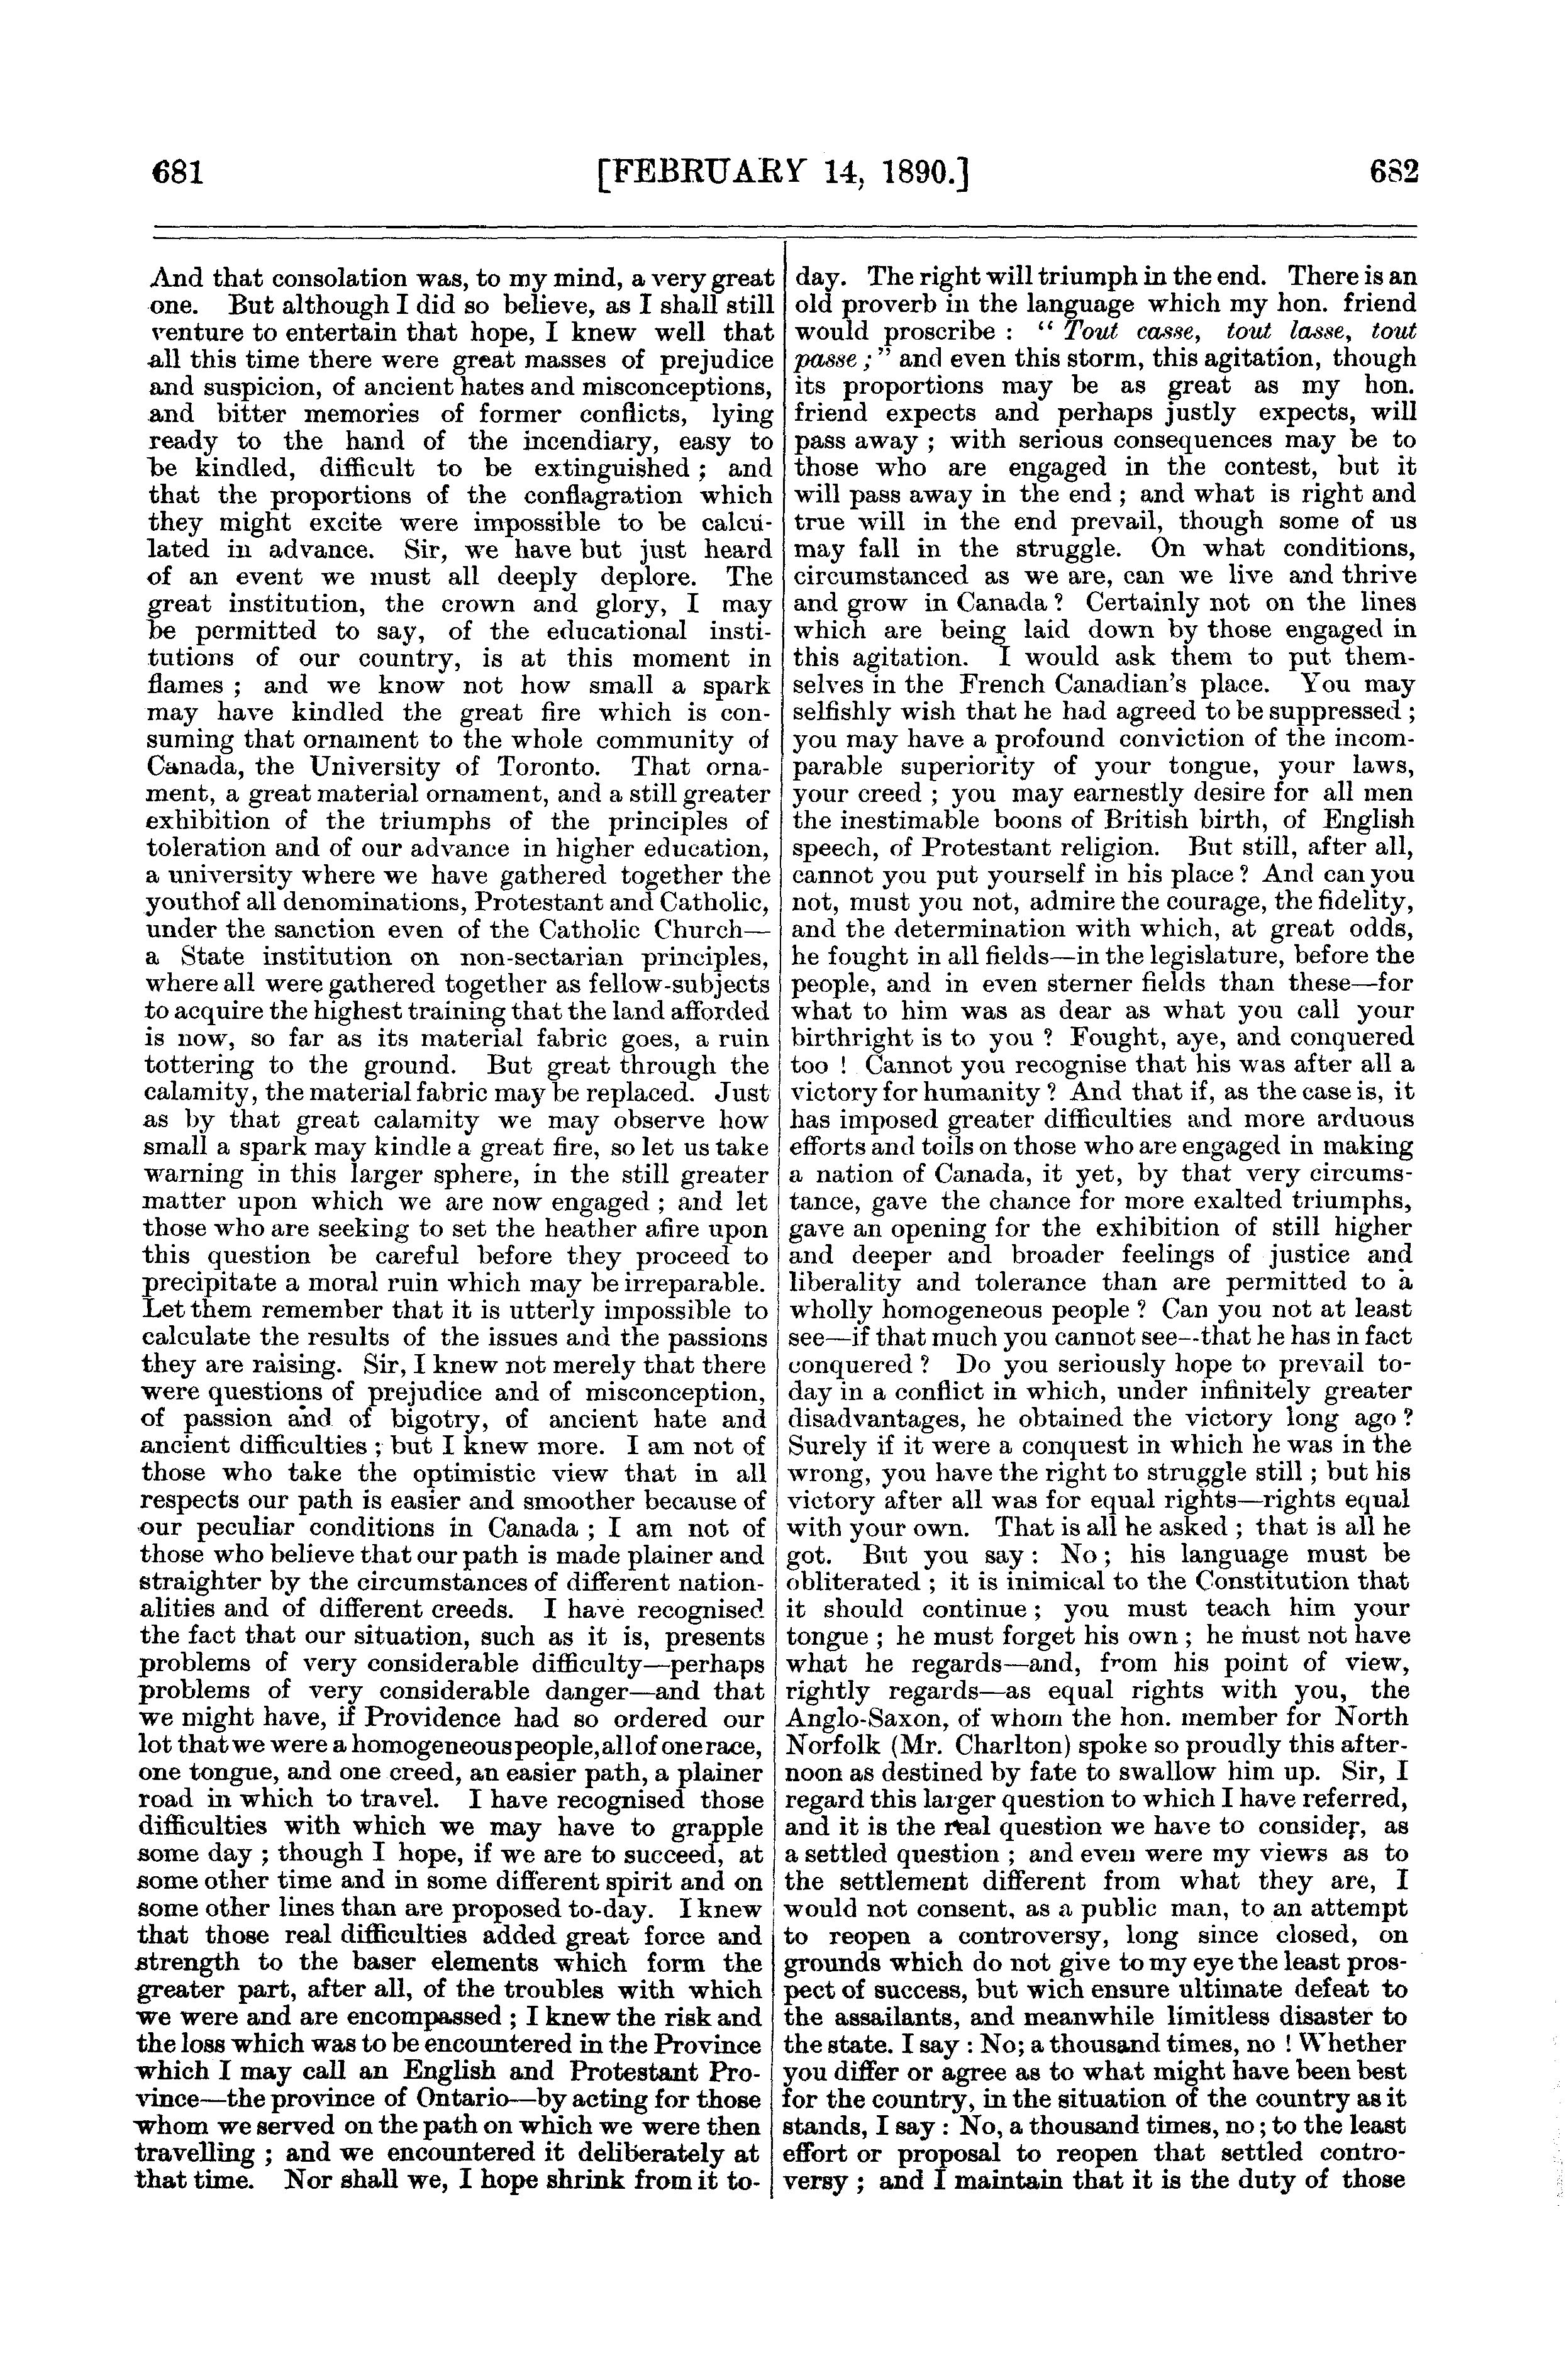 681 [FEBRUARY 14, 1890.] 682
And that consolation was, to my mind, a very great
one. But although I did so believe, as I shall still
venture to entertain that hope, I knew well that
all this time there were great masses of prejudice
and suspicion, of ancient hates and misconceptions,
and bitter memories of former conflicts, lying
ready to the hand of the incendiary, easy to
be kindled, difficult to be extinguished ; and
that the proportions of the conflagration which
they might excite were impossible to be calcu-
lated in advance. Sir, we have but just heard
of an event we must all deeply deplore. The
great institution, the crown and glory, I may
be permitted to say, of the educational insti-
tutions of our country, is at this moment in
flames ; and we know not how small a spark
may have kindled the great fire which is con-
suming that ornament to the whole community of
Canada, the University of Toronto. That orna-
ment, a great material ornament, and a still greater
exhibition of the triumphs of the principles of
toleration and of our advance in higher education,
a university where we have gathered together the
youthof all denominations, Protestant and Catholic,
under the sanction even of the Catholic Church—
a State institution on non-sectarian principles,
where all were gathered together as fellow-subjects
to acquire the highest training that the land afforded
is now, so far as its material fabric goes, a ruin
tottering to the ground. But great through the
calamity, the material fabric may be replaced. Just
as by that great calamity we may observe how
small a spark may kindle a great fire, so let us take
warning in this larger sphere, in the still greater
matter upon which we are now engaged ; and let
those who are seeking to set the heather afire upon
this question be careful before they proceed to
precipitate a moral ruin which may be irreparable.
Let them remember that it is utterly impossible to
calculate the results of the issues and the passions
they are raising. Sir, I knew not merely that there
were questions of prejudice and of misconception,
of passion and of bigotry, of ancient hate and
ancient difficulties ; but I knew more. I am not of
those who take the optimistic view that in all
respects our path is easier and smoother because of
our peculiar conditions in Canada ; I am not of
those who believe that our path is made plainer and
straighter by the circumstances of different nation-
alities and of different creeds. I have recognised
the fact that our situation, such as it is, presents
problems of very considerable difficulty—perhaps
problems of very considerable danger—and that
we might have, if Providence had so ordered our
lot that we were a homogeneous people, all of one race,
one tongue, and one creed, an easier path, a plainer
road in which to travel. I have recognised those
difficulties with which we may have to grapple
some day ; though I hope, if we are to succeed, at
some other time and in some different spirit and on
some other lines than are proposed to-day. I knew
that those real difficulties added great force and
strength to the baser elements which form the
greater part, after all, of the troubles with which
we were and are encompassed ; I knew the risk and
the loss which was to be encountered in the Province
which I may call an English and Protestant Pro-
vince—the province of Ontario—by acting for those
whom we served on the path on which we were then
travelling ; and we encountered it deliberately at
that time. Nor shall we, I hope shrink from it to-
day. The right will triumph in the end. There is an
old proverb in the language which my hon. friend
would proscribe : “ Tout casse, tout lasse, tout
passe ; ” and even this storm, this agitation, though
its proportions may be as great as my hon.
friend expects and perhaps justly expects, will
pass away ; with serious consequences may be to
those who are engaged in the contest, but it
will pass away in the end ; and what is right and
true will in the end prevail, though some of us
may fall in the struggle. On what conditions,
circumstanced as we are, can we live and thrive
and grow in Canada ? Certainly not on the lines
which are being laid down by those engaged in
this agitation. I would ask them to put them-
selves in the French Canadian's place. You may
selfishly wish that he had agreed to be suppressed ;
you may have a profound conviction of the incom-
parable superiority of your tongue, your laws,
your creed ; you may earnestly desire for all men
the inestimable boons of British birth, of English
speech, of Protestant religion. But still, after all,
cannot you put yourself in his place ? And can you
not, must you not, admire the courage, the fidelity,
and the determination with which, at great odds,
he fought in all fields—in the legislature, before the
people, and in even sterner fields than these—for
what to him was as dear as what you call your
birthright is to you ? Fought, aye, and conquered
too ! Cannot you recognise that his was after all a
victory for humanity ? And that if, as the case is, it
has imposed greater difficulties and more arduous
efforts and toils on those who are engaged in making
a nation of Canada, it yet, by that very circums-
tance, gave the chance for more exalted triumphs,
gave an opening for the exhibition of still higher
and deeper and broader feelings of justice and
liberality and tolerance than are permitted to a
wholly homogeneous people ? Can you not at least
see—if that much you cannot see--that he has in fact
conquered ? Do you seriously hope to prevail to-
day in a conflict in which, under infinitely greater
disadvantages, he obtained the victory long ago ?
Surely if it were a conquest in which he was in the
wrong, you have the right to struggle still ; but his
victory after all was for equal rights—rights equal
with your own. That is all he asked ; that is all he
got. But you say : No ; his language must be
obliterated ; it is inimical to the Constitution that
it should continue ; you must teach him your
tongue ; he must forget his own ; he must not have
what he regards—and, from his point of view,
rightly regards—as equal rights with you, the
Anglo-Saxon, of whom the hon. member for North
Norfolk (Mr. Charlton) spoke so proudly this after-
noon as destined by fate to swallow him up. Sir, I
regard this larger question to which I have referred,
and it is the real question we have to consider, as
a settled question ; and even were my views as to
the settlement different from what they are, I
would not consent, as a public man, to an attempt
to reopen a controversy, long since closed, on
grounds which do not give to my eye the least pros-
pect of success, but wich ensure ultimate defeat to
the assailants, and meanwhile limitless disaster to
the state. I say : No; a thousand times, no ! Whether
you differ or agree as to what might have been best
for the country, in the situation of the country as it
stands, I say : No, a thousand times, no ; to the least
effort or proposal to reopen that settled contro-
versy ; and I maintain that it is the duty of those